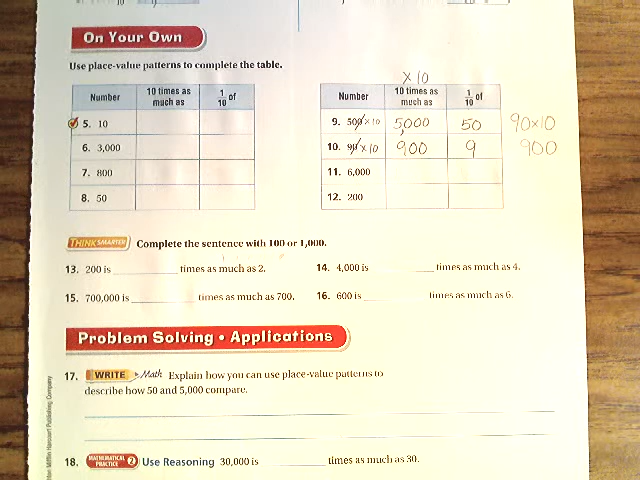 On Your Own
Use place-value patterns to complete the table.
Number 10 times as much as 1/10 of
5. 10
6. 3,000
7. 800
8. 50
× 10
Number 10 times as much as 1/10 of
9. 500 × 10 5,000 50 90×10
10. 90 × 10 900 9 900
11. 6,000
12. 200
THINK SMARTER Complete the sentence with 100 or 1,000.
13. 200 is ________ times as much as 2.
14. 4,000 is ________ times as much as 4.
15. 700,000 is ________ times as much as 700.
16. 600 is ________ times as much as 6.
Problem Solving • Applications
17. WRITE Math Explain how you can use place-value patterns to
describe how 50 and 5,000 compare.
18. MATHEMATICAL PRACTICE 2 Use Reasoning 30,000 is ________ times as much as 30.
Mifflin Harcourt Publishing Company